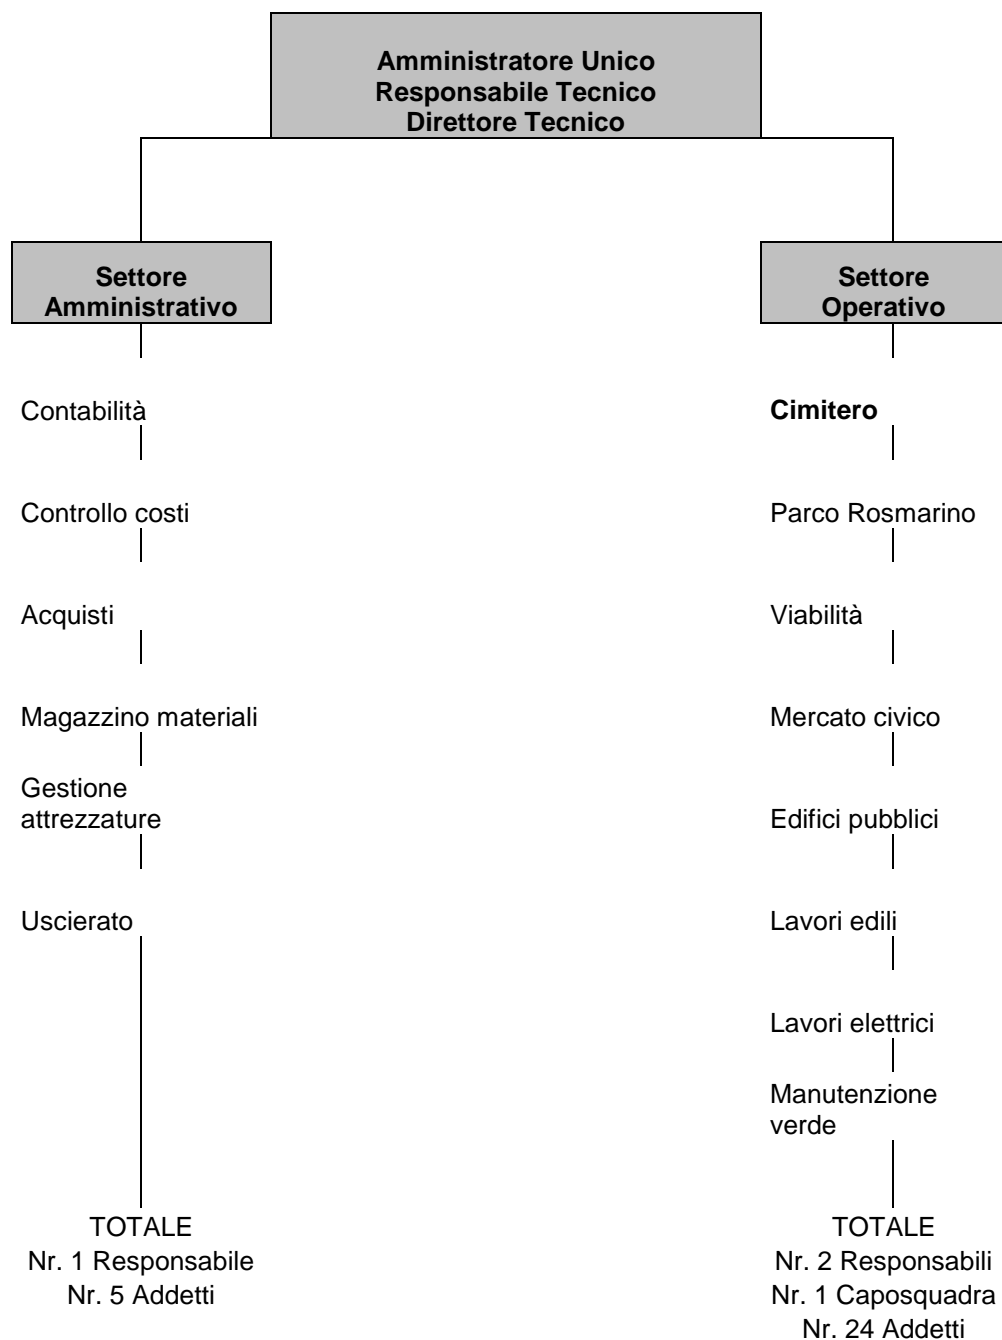 Amministratore Unico
Responsabile Tecnico
Direttore Tecnico
Settore
Amministrativo
Contabilità
Controllo costi
Acquisti
Magazzino materiali
Gestione
attrezzature
Uscierato
TOTALE
Nr. 1 Responsabile
Nr. 5 Addetti
Settore
Operativo
Cimitero
Parco Rosmarino
Viabilità
Mercato civico
Edifici pubblici
Lavori edili
Lavori elettrici
Manutenzione
verde
TOTALE
Nr. 2 Responsabili
Nr. 1 Caposquadra
Nr. 24 Addetti